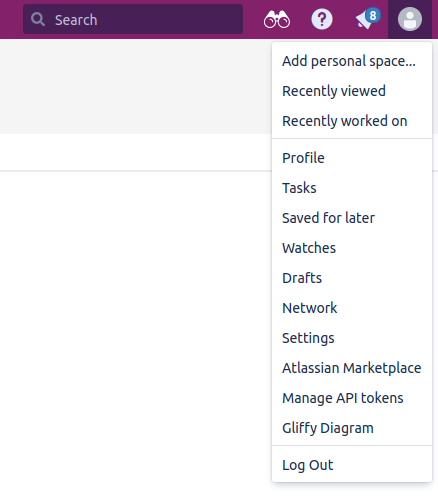 Search
8
Add personal space...
Recently viewed
Recently worked on
Profile
Tasks
Saved for later
Watches
Drafts
Network
Settings
Atlassian Marketplace
Manage API tokens
Gliffy Diagram
Log Out